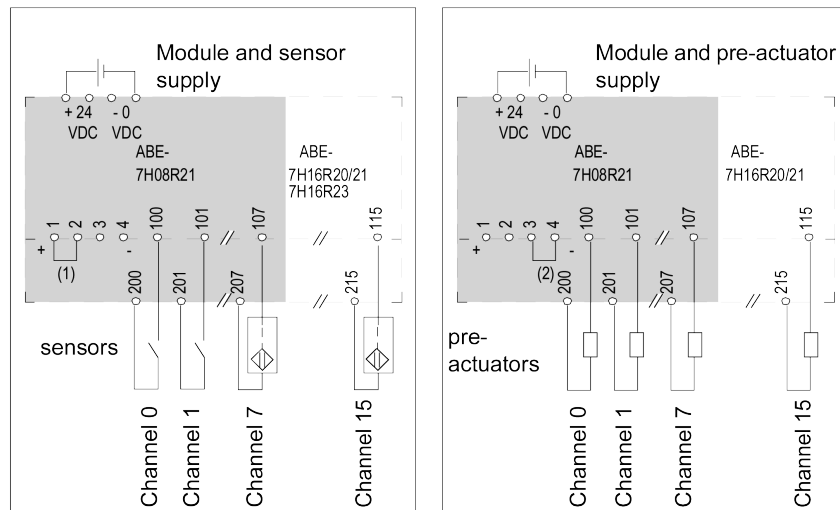 Module and sensor
supply
+ 24
VDC
- 0
VDC
ABE-
7H08R21
ABE-
7H16R20/21
7H16R23
1
2
3
4
100
101
107
115
+
(1)
-
200
201
207
215
sensors
Channel 0
Channel 1
Channel 7
Channel 15
Module and pre-actuator
supply
+ 24
VDC
- 0
VDC
ABE-
7H08R21
ABE-
7H16R20/21
1
2
3
4
100
101
107
115
+
(2)
-
200
201
207
215
pre-
actuators
Channel 0
Channel 1
Channel 7
Channel 15